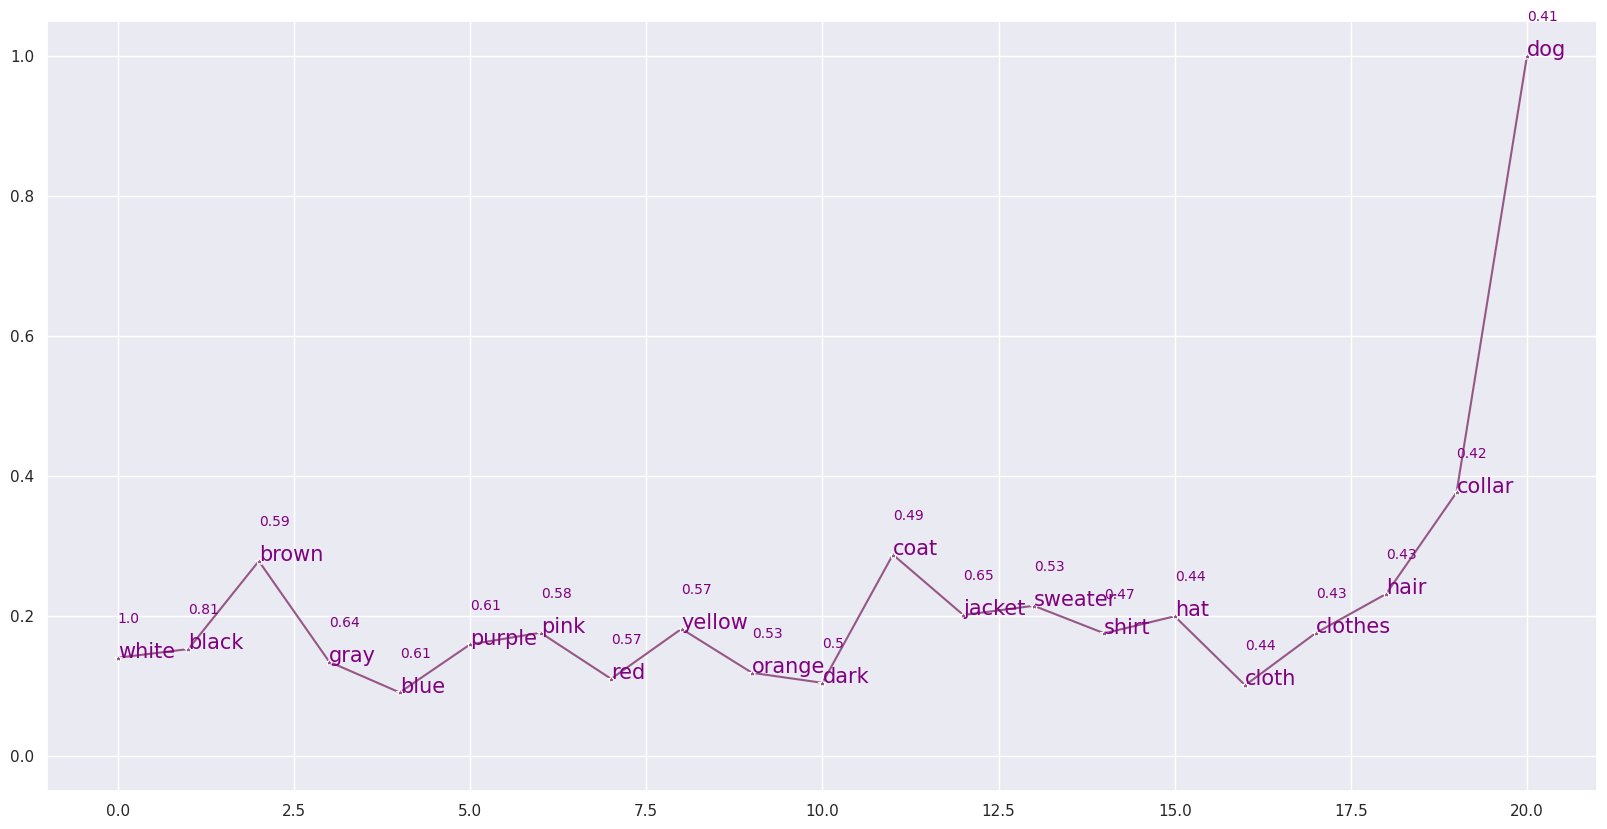 0.41
dog
1.0
0.8
0.6
0.4
0.2
0.0
1.0
white
0.81
black
0.59
brown
0.64
gray
0.61
blue
0.61
purple
0.58
pink
0.57
red
0.57
yellow
0.53
orange
0.5
dark
0.49
coat
0.65
jacket
0.53
sweater
0.47
shirt
0.44
hat
0.44
cloth
0.43
clothes
0.43
hair
0.42
collar
0.0 2.5 5.0 7.5 10.0 12.5 15.0 17.5 20.0